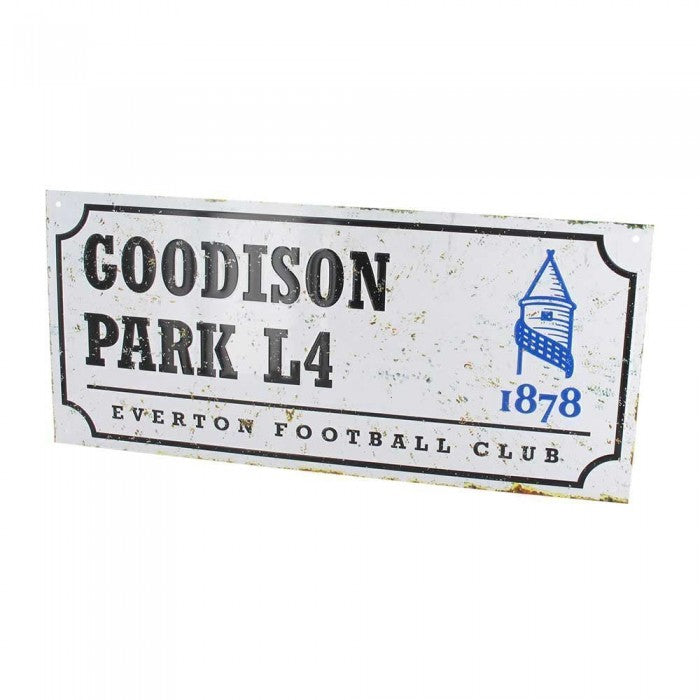 GOODISON
PARK L4
1878
EVERTON FOOTBALL CLUB